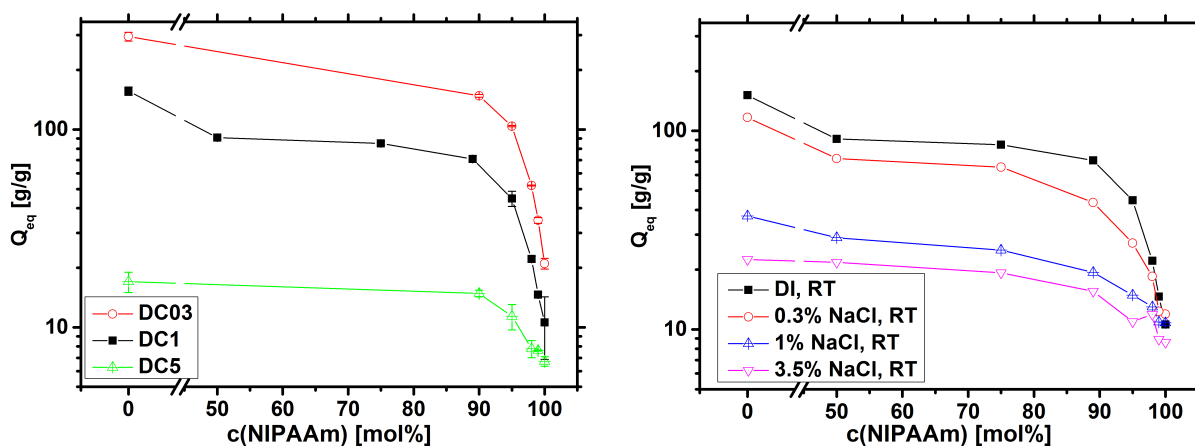 Q_eq [g/g]
100
10
DC03
DC1
DC5
0 50 60 70 80 90 100
c(NIPAAm) [mol%]
Q_eq [g/g]
100
10
DI, RT
0.3% NaCl, RT
1% NaCl, RT
3.5% NaCl, RT
0 50 60 70 80 90 100
c(NIPAAm) [mol%]